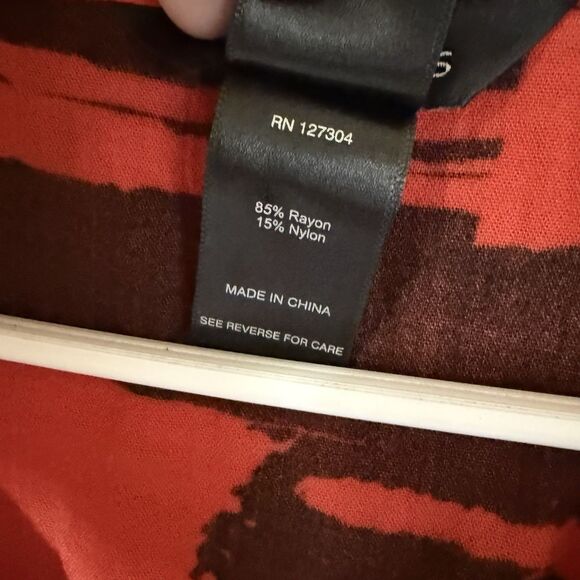 S
RN 127304
85% Rayon
15% Nylon
MADE IN CHINA
SEE REVERSE FOR CARE